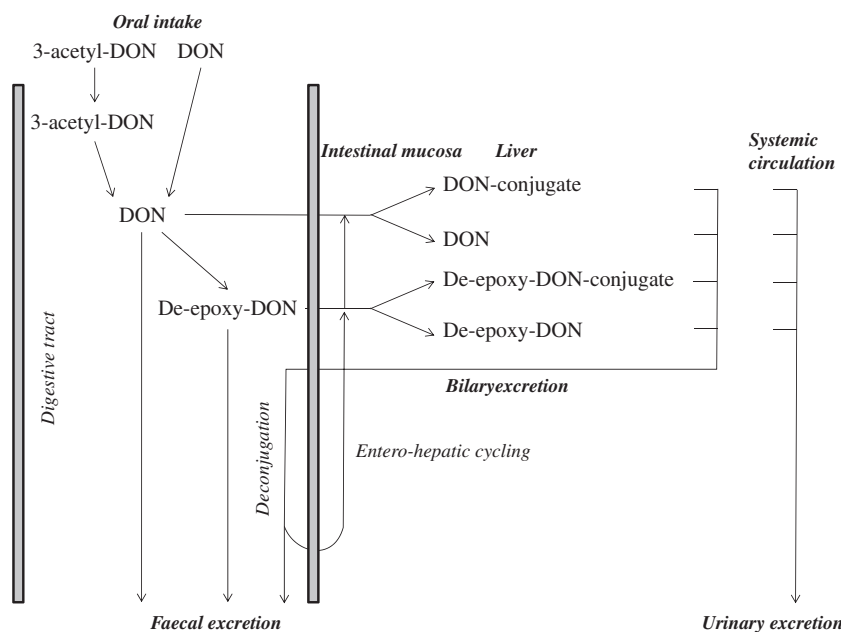 Oral intake
3-acetyl-DON DON
3-acetyl-DON
Intestinal mucosa Liver
Systemic
circulation
DON-conjugate
DON
DON
De-epoxy-DON-conjugate
De-epoxy-DON
De-epoxy-DON
Digestive tract
Bilaryexcretion
Deconjugation
Entero-hepatic cycling
Faecal excretion
Urinary excretion